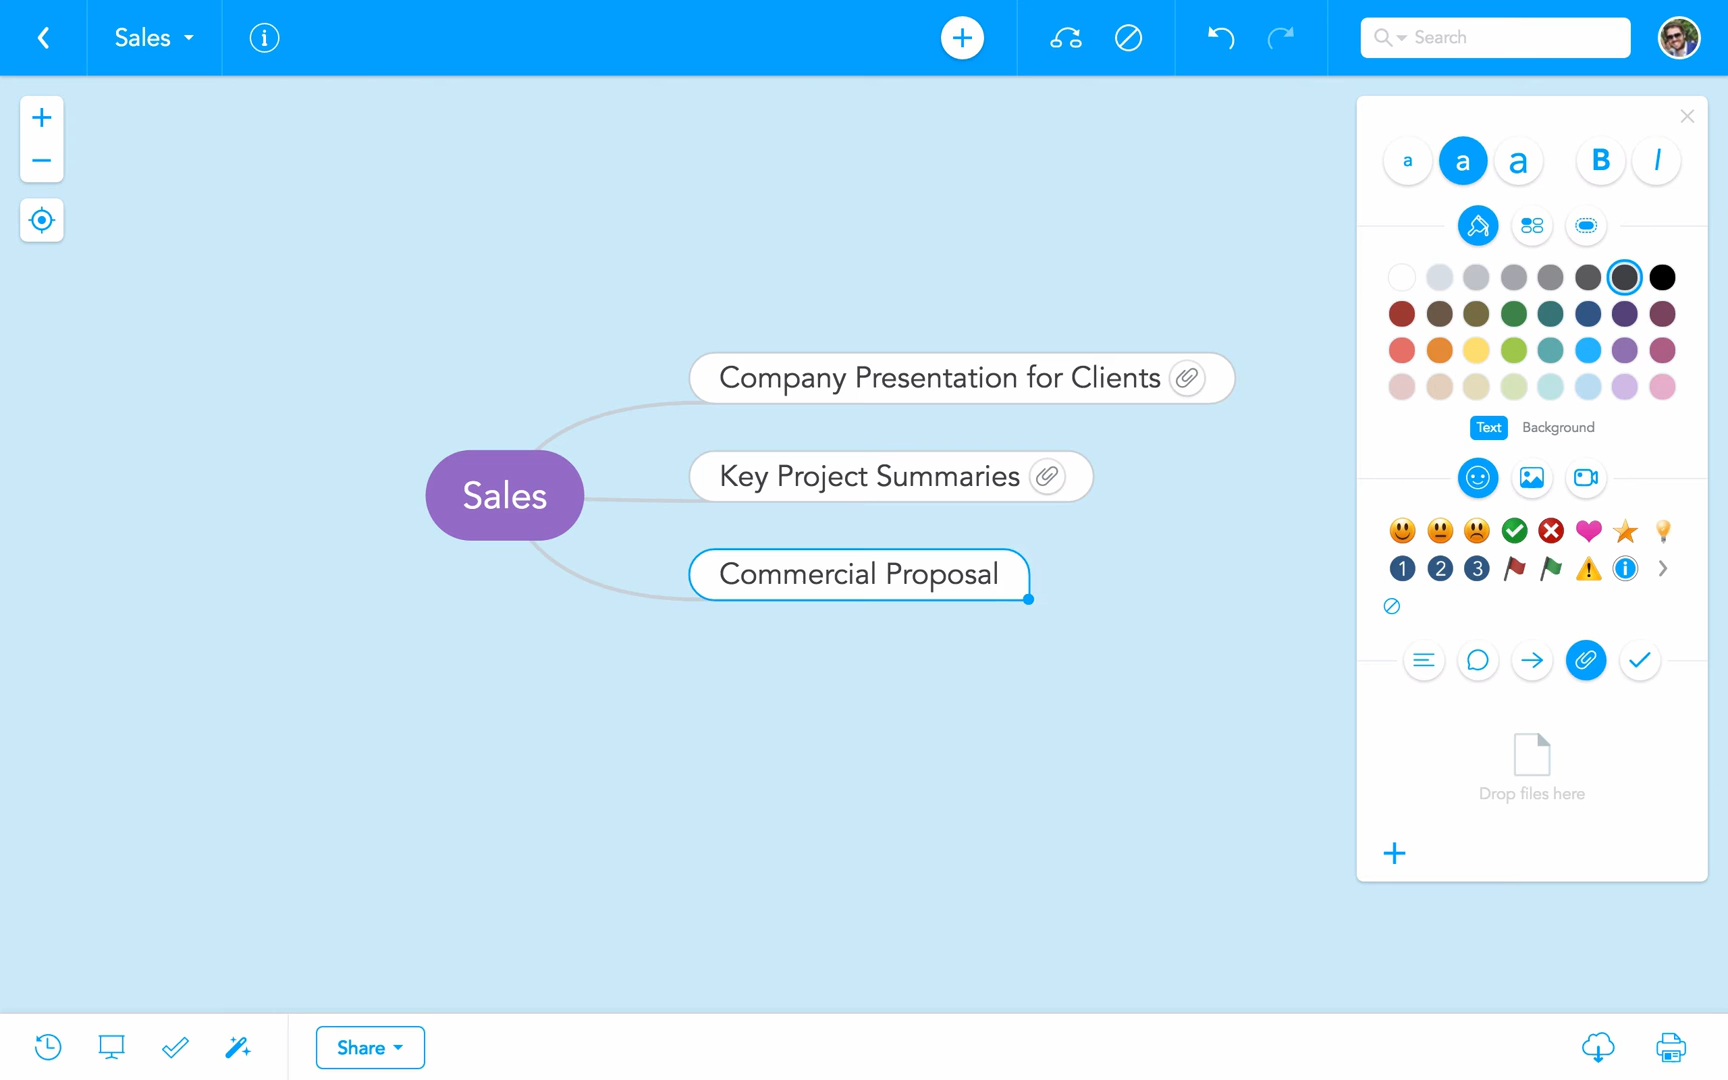 Sales
Search
a a a B I
Company Presentation for Clients
Key Project Summaries
Sales
Commercial Proposal
Text Background
1 2 3
Drop files here
Share